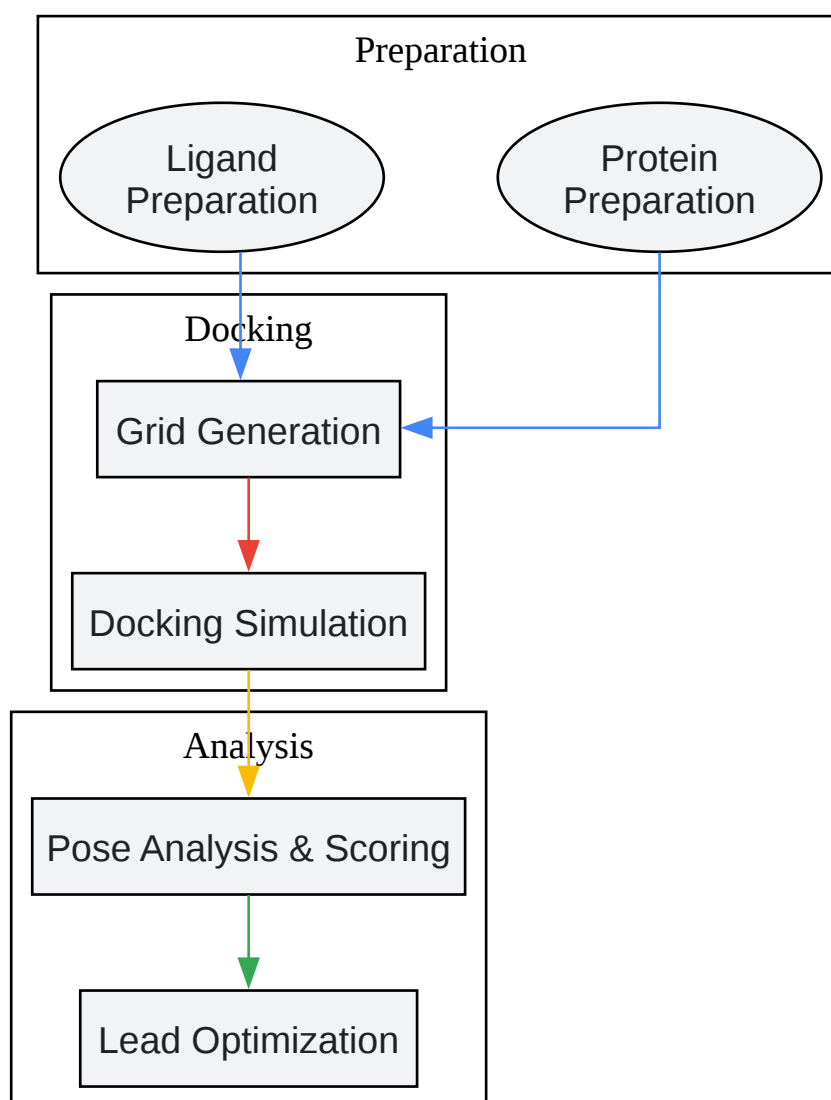 Preparation
Ligand
Preparation
Protein
Preparation
Docking
Grid Generation
Docking Simulation
Analysis
Pose Analysis & Scoring
Lead Optimization